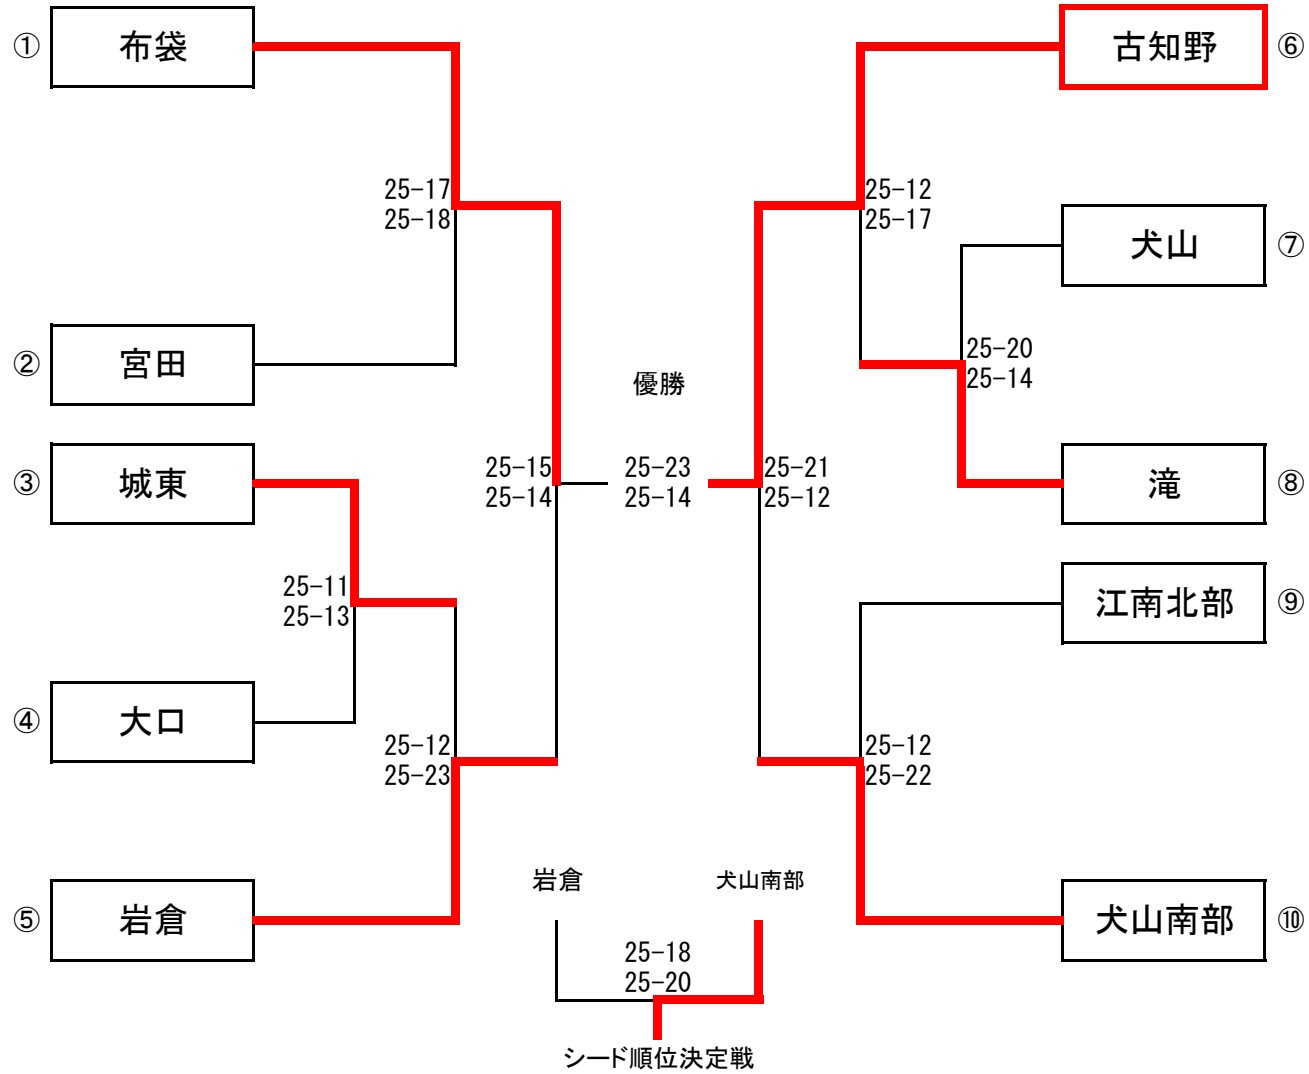 ① 布袋
古知野 ⑥
25-17
25-18
25-12
25-17
犬山 ⑦
② 宮田
25-20
25-14
優勝
③ 城東
25-15
25-14
25-23
25-14
25-21
25-12
滝 ⑧
25-11
25-13
江南北部 ⑨
④ 大口
25-12
25-23
25-12
25-22
⑤ 岩倉
岩倉
犬山南部
犬山南部 ⑩
25-18
25-20
シード順位決定戦